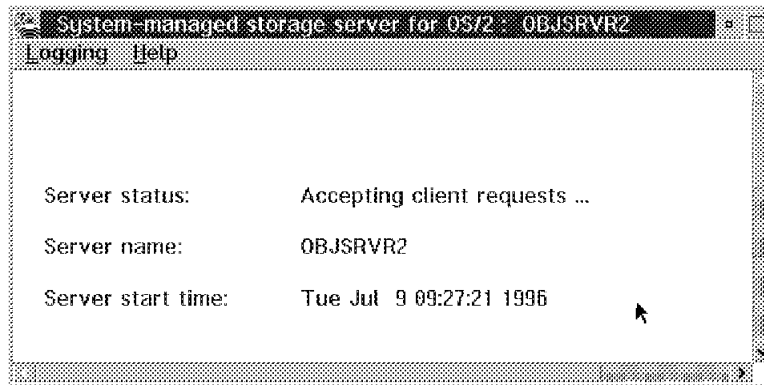 System-managed storage server for OS/2 : OBJSRVR2
Logging Help
Server status: Accepting client requests ...
Server name: OBJSRVR2
Server start time: Tue Jul 9 09:27:21 1996